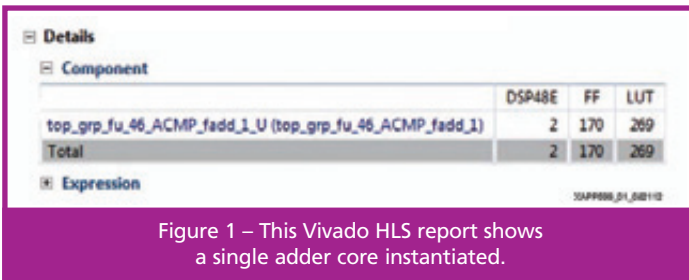 Details
Component
DSP48E FF LUT
top_grp_fu_46_ACMP_fadd_1_U (top_grp_fu_46_ACMP_fadd_1) 2 170 269
Total 2 170 269
Expression
Figure 1 – This Vivado HLS report shows
a single adder core instantiated.